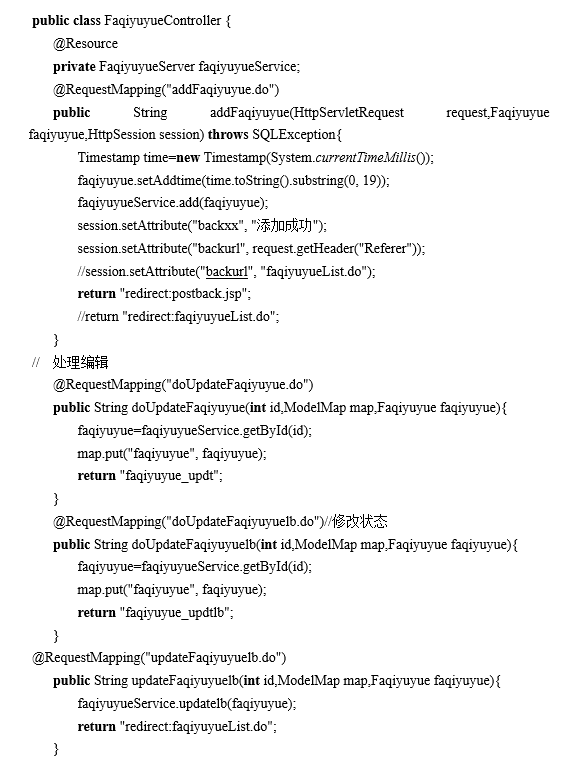 public class FaqiyuyueController {
@Resource
private FaqiyuyueServer faqiyuyueService;
@RequestMapping("addFaqiyuyue.do")
public String addFaqiyuyue(HttpServletRequest request,Faqiyuyue
faqiyuyue,HttpSession session) throws SQLException{
Timestamp time=new Timestamp(System.currentTimeMillis());
faqiyuyue.setAddtime(time.toString().substring(0, 19));
faqiyuyueService.add(faqiyuyue);
session.setAttribute("backxx", "添加成功");
session.setAttribute("backurl", request.getHeader("Referer"));
//session.setAttribute("backurl", "faqiyuyueList.do");
return "redirect:postback.jsp";
//return "redirect:faqiyuyueList.do";
}
// 处理编辑
@RequestMapping("doUpdateFaqiyuyue.do")
public String doUpdateFaqiyuyue(int id,ModelMap map,Faqiyuyue faqiyuyue){
faqiyuyue=faqiyuyueService.getById(id);
map.put("faqiyuyue", faqiyuyue);
return "faqiyuyue_updt";
}
@RequestMapping("doUpdateFaqiyuyuelb.do")//修改状态
public String doUpdateFaqiyuyuelb(int id,ModelMap map,Faqiyuyue faqiyuyue){
faqiyuyue=faqiyuyueService.getById(id);
map.put("faqiyuyue", faqiyuyue);
return "faqiyuyue_updtlb";
}
@RequestMapping("updateFaqiyuyuelb.do")
public String updateFaqiyuyuelb(int id,ModelMap map,Faqiyuyue faqiyuyue){
faqiyuyueService.updatelb(faqiyuyue);
return "redirect:faqiyuyueList.do";
}